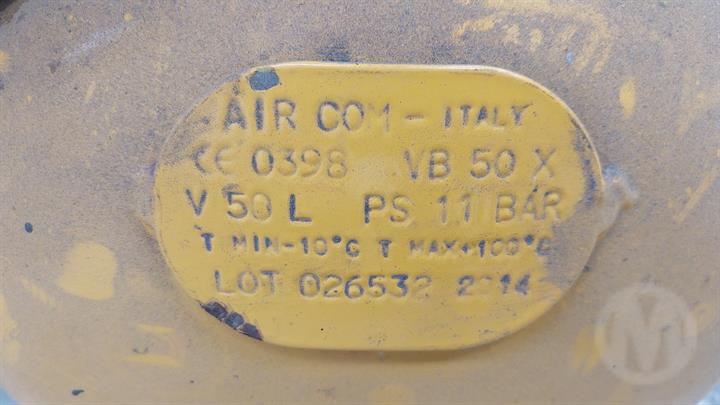 AIR COM - ITALY
CE 0398 VB 50 X
V 50 L PS 11 BAR
T MIN-10°C T MAX+100°C
LOT 026532 2014
M